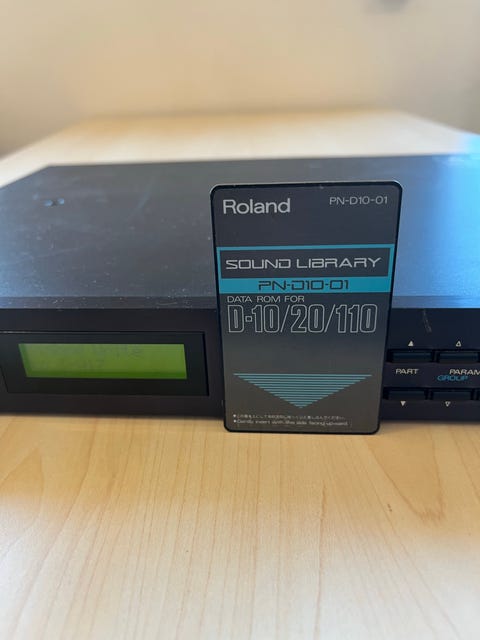 Roland PN-D10-01
SOUND LIBRARY
PN-D10-01
DATA ROM FOR
D-10/20/110
●Gently insert with this side facing upward.
PART PARAM
GROUP